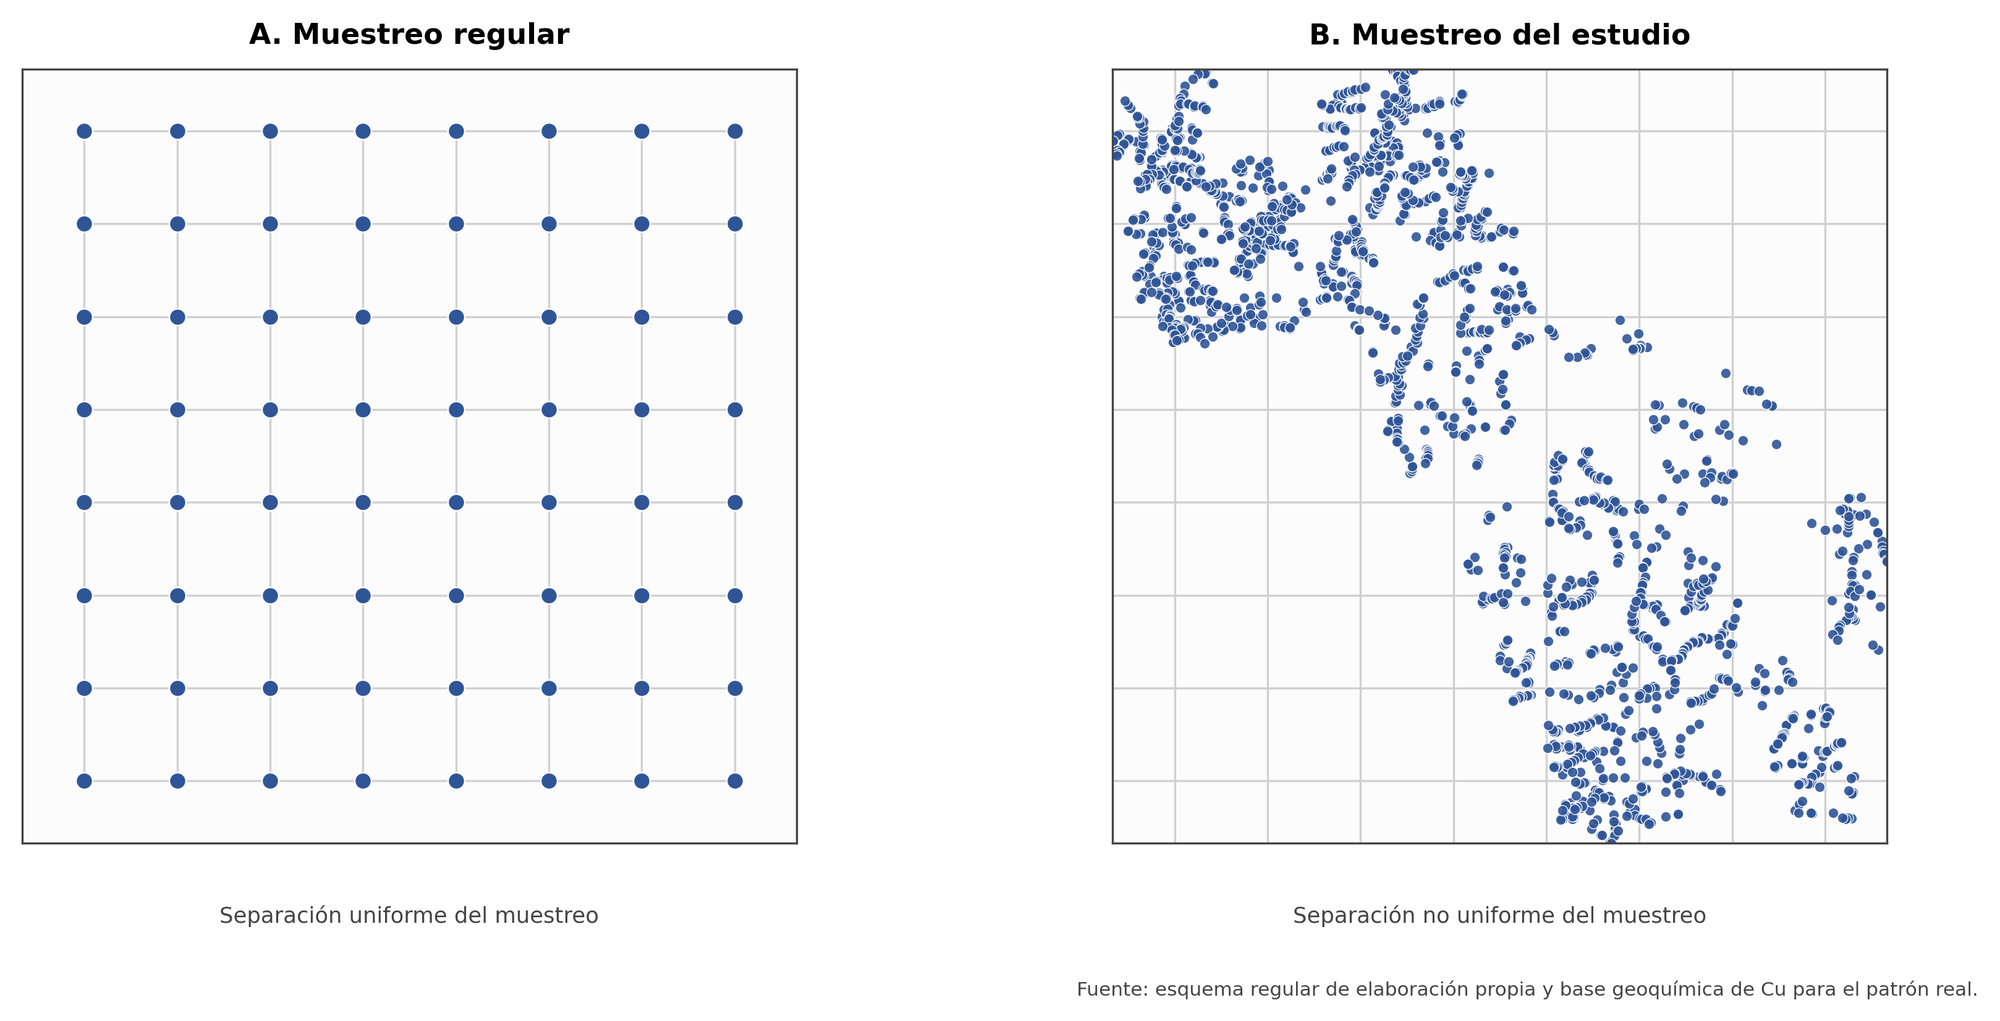 A. Muestreo regular
B. Muestreo del estudio
Separación uniforme del muestreo
Separación no uniforme del muestreo
Fuente: esquema regular de elaboración propia y base geoquímica de Cu para el patrón real.